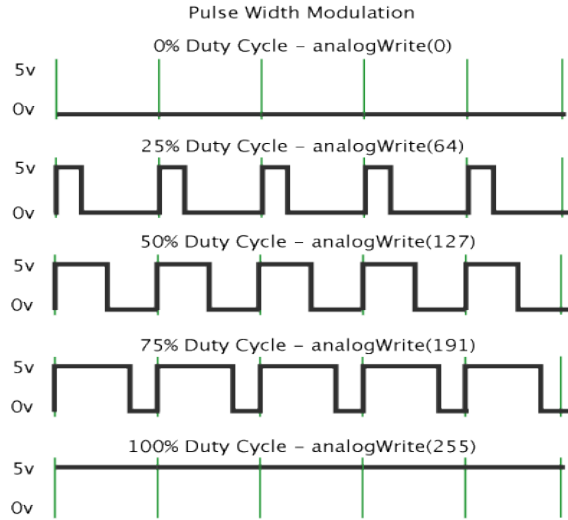 Pulse Width Modulation
0% Duty Cycle – analogWrite(0)
5v
0v
25% Duty Cycle – analogWrite(64)
5v
0v
50% Duty Cycle – analogWrite(127)
5v
0v
75% Duty Cycle – analogWrite(191)
5v
0v
100% Duty Cycle – analogWrite(255)
5v
0v